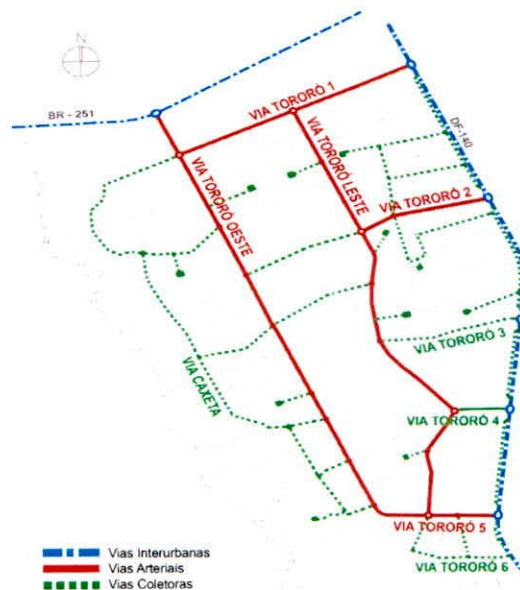 N
BR - 251
VIA TORORÓ 1
DF-140
VIA TORORÓ LESTE
VIA TORORÓ OESTE
VIA TORORÓ 2
VIA TORORÓ 3
VIA CAXETA
VIA TORORÓ 4
VIA TORORÓ 5
VIA TORORÓ 6
Vias Interurbanas
Vias Arteriais
Vias Coletoras